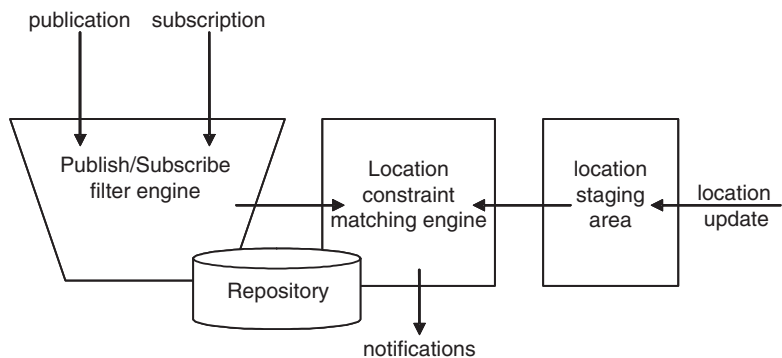 publication
subscription
Publish/Subscribe
filter engine
Location
constraint
matching engine
location
staging
area
location
update
Repository
notifications